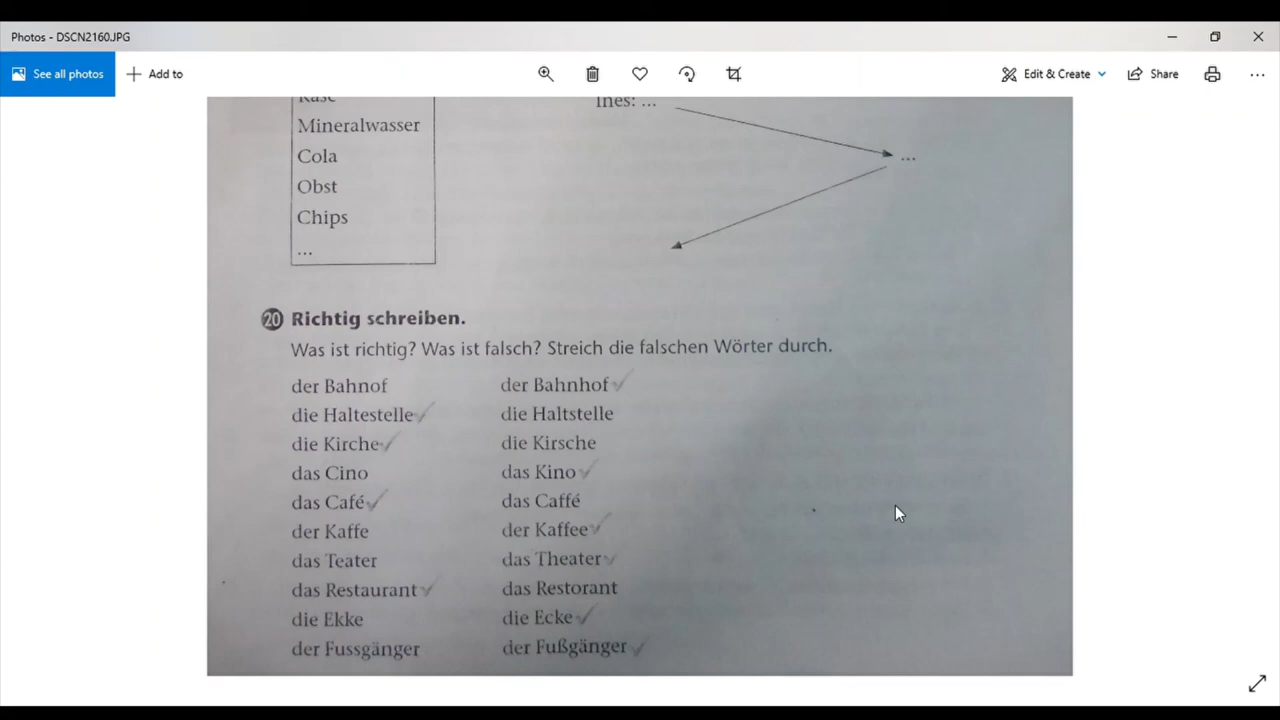 Photos - DSCN2160.JPG
See all photos
Add to
Edit & Create
Share
Käse
Ines: ...
Mineralwasser
...
Cola
Obst
Chips
...
20 Richtig schreiben.
Was ist richtig? Was ist falsch? Streich die falschen Wörter durch.
der Bahnof der Bahnhof ✓
die Haltestelle ✓ die Haltstelle
die Kirche ✓ die Kirsche
das Cino das Kino ✓
das Café ✓ das Caffé
der Kaffe der Kaffee ✓
das Teater das Theater ✓
das Restaurant ✓ das Restorant
die Ekke die Ecke ✓
der Fussgänger der Fußgänger ✓